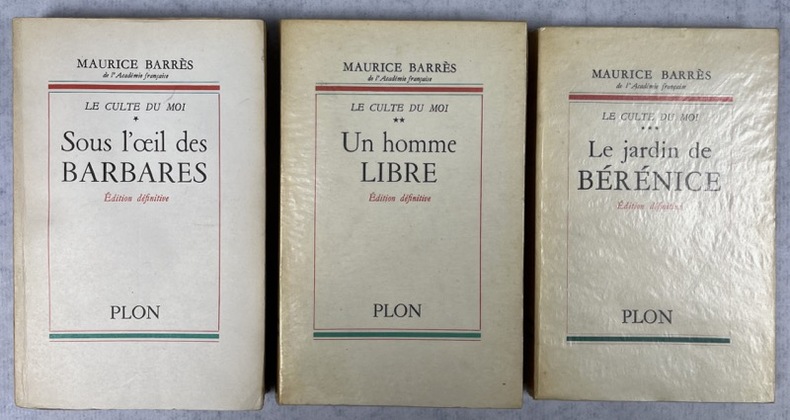 MAURICE BARRÈS
de l'Académie française
LE CULTE DU MOI
*
Sous l'œil des
BARBARES
Édition définitive
PLON
MAURICE BARRÈS
de l'Académie française
LE CULTE DU MOI
**
Un homme
LIBRE
Édition définitive
PLON
MAURICE BARRÈS
de l'Académie française
LE CULTE DU MOI
***
Le jardin de
BÉRÉNICE
Édition définitive
PLON